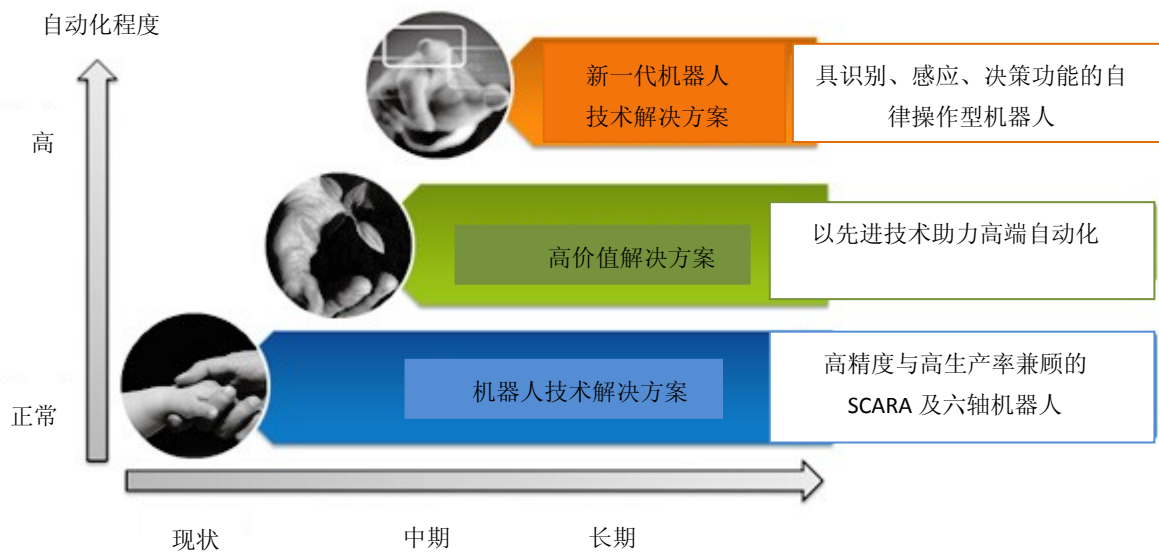 自动化程度
新一代机器人
技术解决方案
具识别、感应、决策功能的自
律操作型机器人
高
高价值解决方案
以先进技术助力高端自动化
机器人技术解决方案
高精度与高生产率兼顾的
SCARA 及六轴机器人
正常
现状
中期
长期